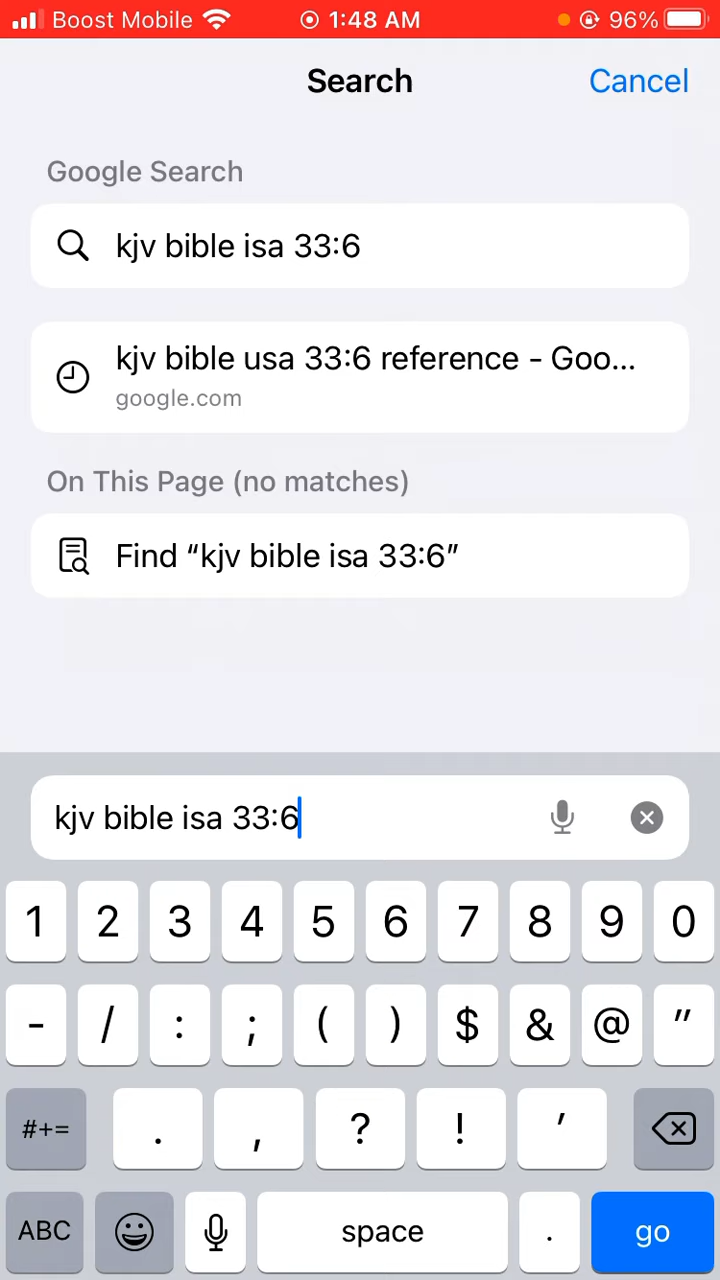 Boost Mobile 1:48 AM 96%
Search Cancel
Google Search
kjv bible isa 33:6
kjv bible usa 33:6 reference - Goo...
google.com
On This Page (no matches)
Find “kjv bible isa 33:6”
kjv bible isa 33:6
1 2 3 4 5 6 7 8 9 0
- / : ; ( ) $ & @ "
#+= . , ? ! '
ABC space . go